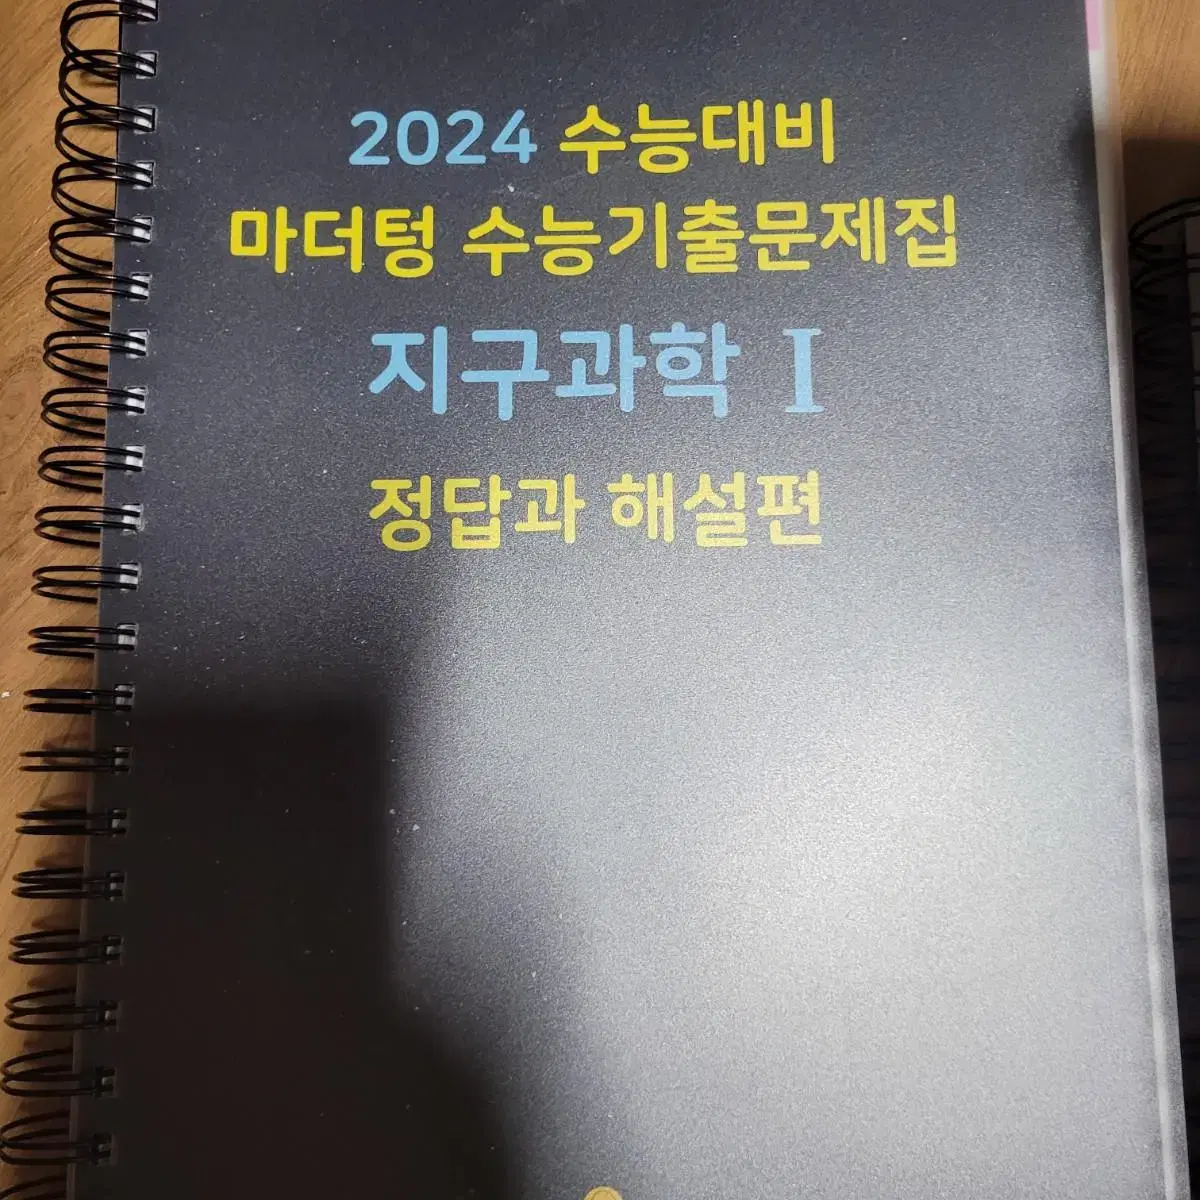 2024 수능대비
마더텅 수능기출문제집
지구과학 Ⅰ
정답과 해설편